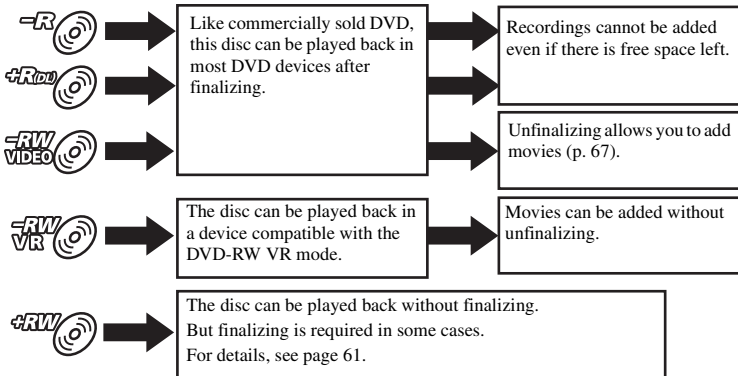 -R
Like commercially sold DVD,
this disc can be played back in
most DVD devices after
finalizing.
Recordings cannot be added
even if there is free space left.
+R(DL)
-RW
VIDEO
Unfinalizing allows you to add
movies (p. 67).
-RW
VR
The disc can be played back in
a device compatible with the
DVD-RW VR mode.
Movies can be added without
unfinalizing.
+RW
The disc can be played back without finalizing.
But finalizing is required in some cases.
For details, see page 61.